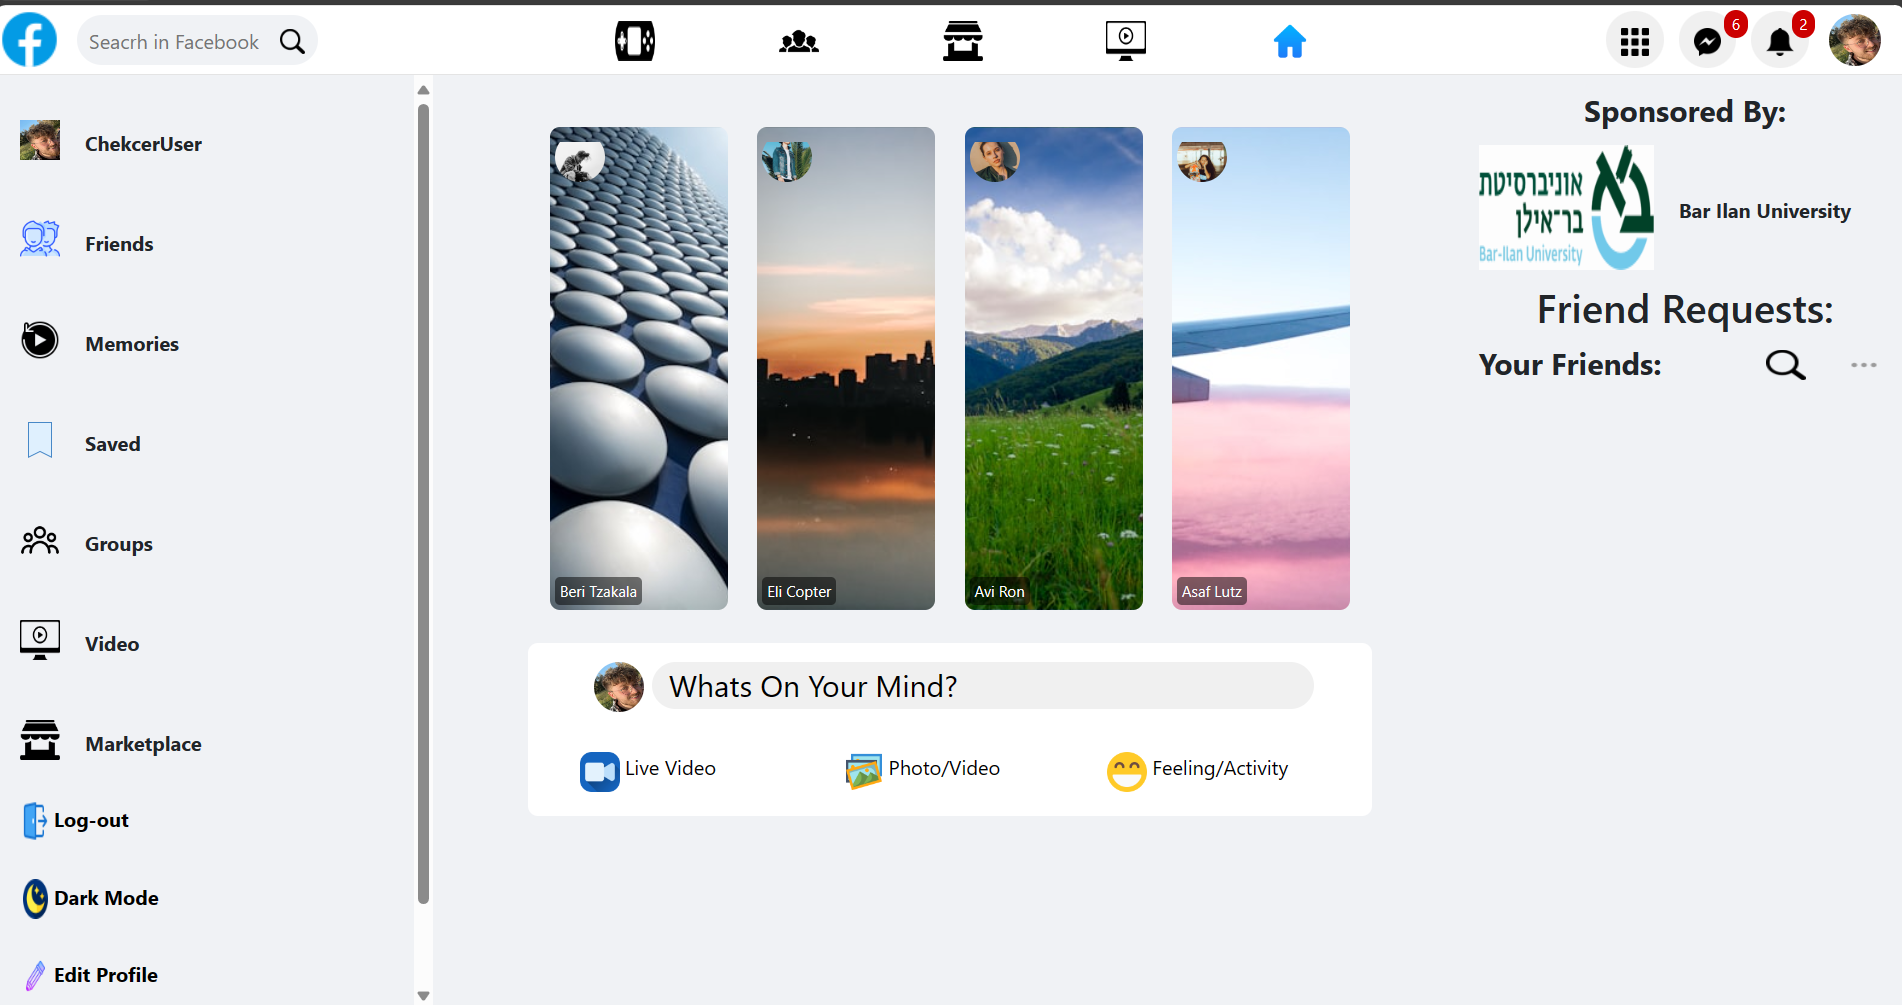 Seacrh in Facebook
6
2
ChekcerUser
Friends
Memories
Saved
Groups
Video
Marketplace
Log-out
Dark Mode
Edit Profile
Beri Tzakala
Eli Copter
Avi Ron
Asaf Lutz
Whats On Your Mind?
Live Video
Photo/Video
Feeling/Activity
Sponsored By:
אוניברסיטת
בר־אילן
Bar-Ilan University
Bar Ilan University
Friend Requests:
Your Friends: